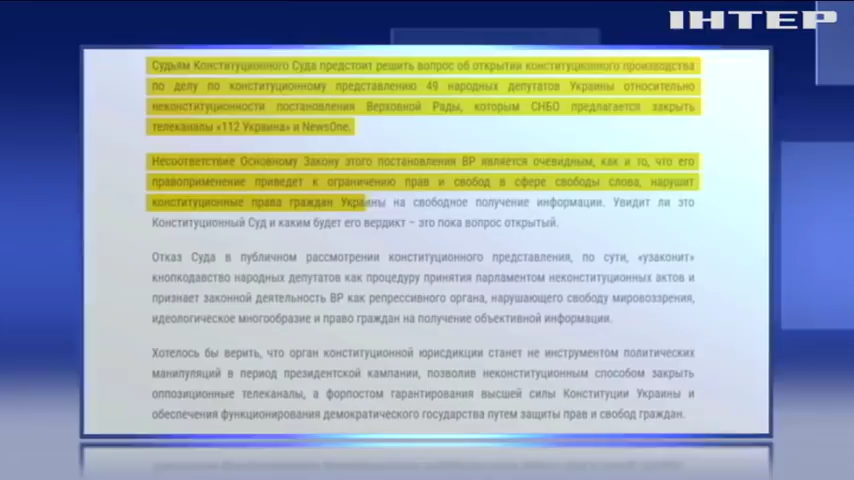 ІНТЕР
Судьям Конституционного Суда предстоит решить вопрос об открытии конституционного производства
по делу по конституционному представлению 49 народных депутатов Украины относительно
неконституционности постановления Верховной Рады, которым СНБО предлагается закрыть
телеканалы «112 Украина» и NewsOne.
Несоответствие Основному Закону этого постановления ВР является очевидным, как и то, что его
правоприменение приведет к ограничению прав и свобод в сфере свободы слова, нарушит
конституционные права граждан Украины на свободное получение информации. Увидит ли это
Конституционный Суд и каким будет его вердикт – это пока вопрос открытый.
Отказ Суда в публичном рассмотрении конституционного представления, по сути, «узаконит»
кнопкодавство народных депутатов как процедуру принятия парламентом неконституционных актов и
признает законной деятельность ВР как репрессивного органа, нарушающего свободу мировоззрения,
идеологическое многообразие и право граждан на получение объективной информации.
Хотелось бы верить, что орган конституционной юрисдикции станет не инструментом политических
манипуляций в период президентской кампании, позволив неконституционным способом закрыть
оппозиционные телеканалы, а форпостом гарантирования высшей силы Конституции Украины и
обеспечения функционирования демократического государства путем защиты прав и свобод граждан.